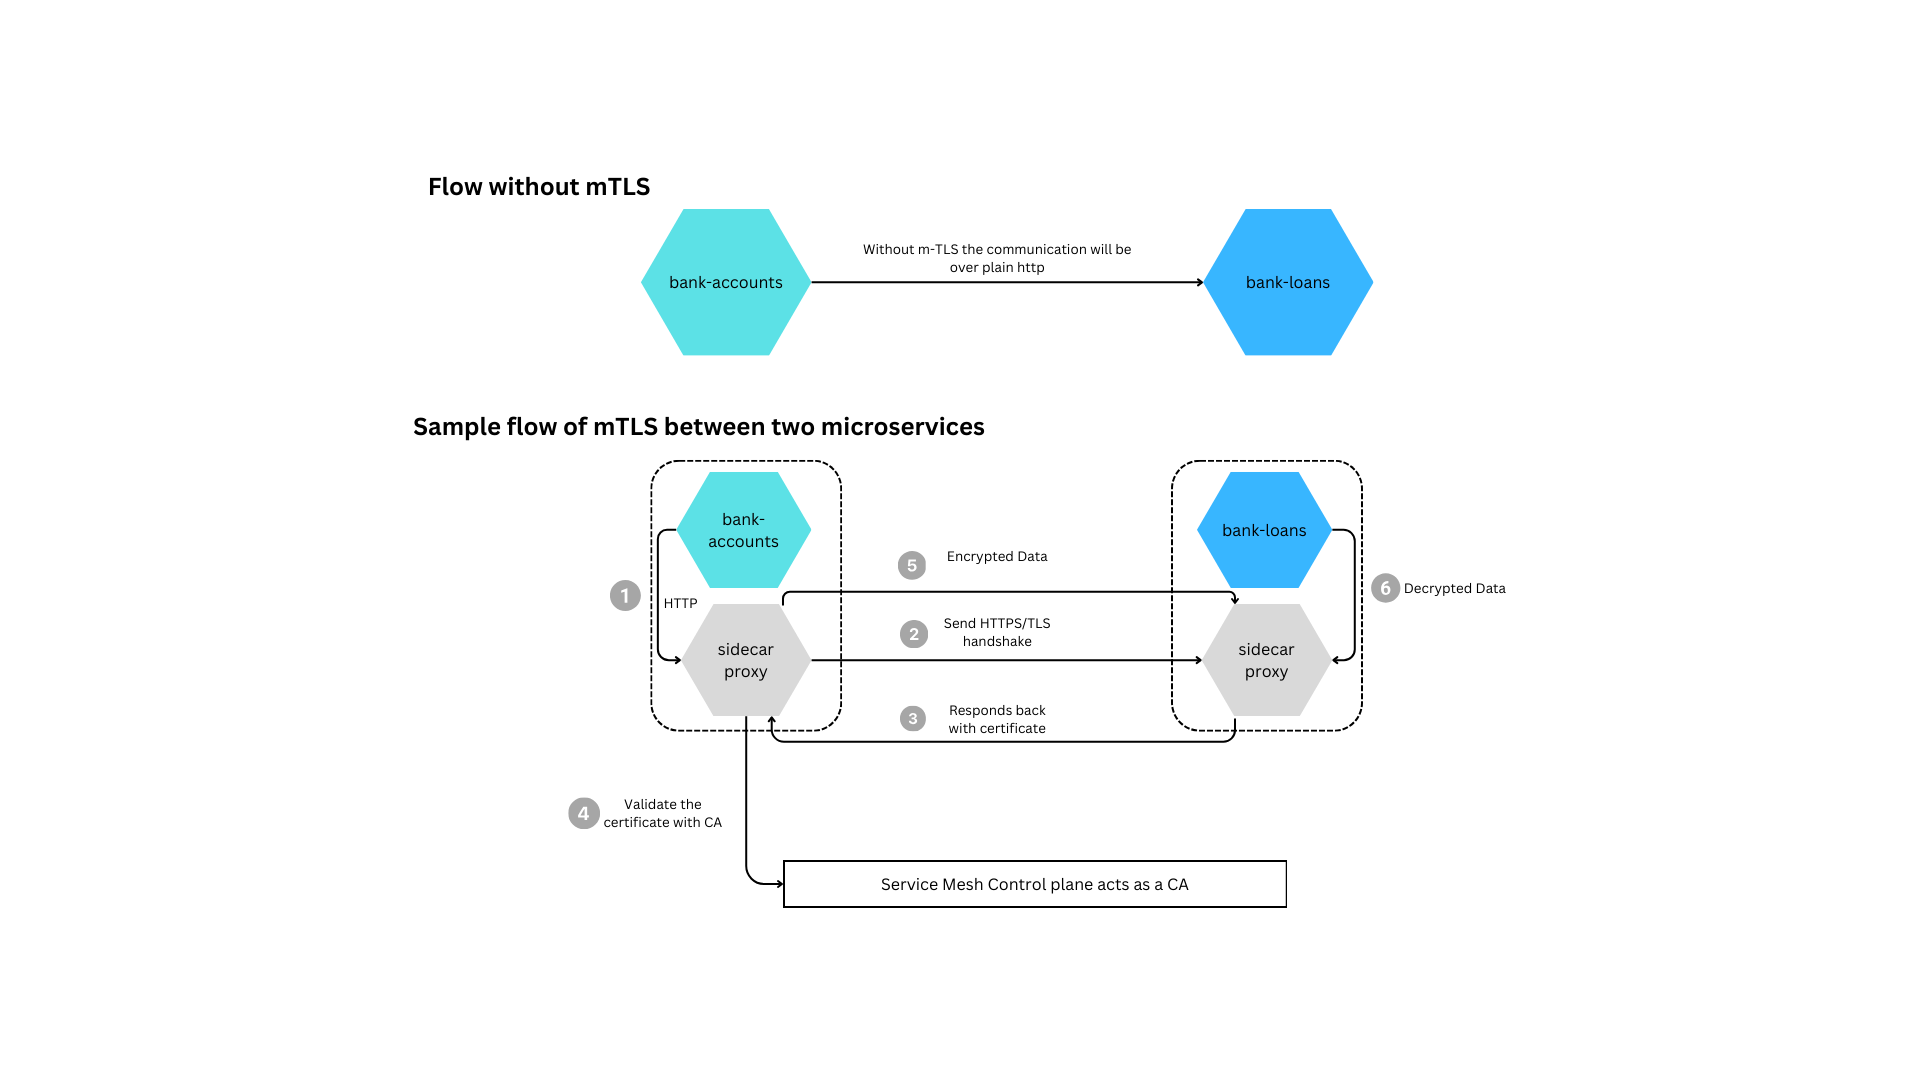 Flow without mTLS
bank-accounts
Without m-TLS the communication will be
over plain http
bank-loans
Sample flow of mTLS between two microservices
bank-
accounts
1
HTTP
sidecar
proxy
5
Encrypted Data
2
Send HTTPS/TLS
handshake
3
Responds back
with certificate
bank-loans
sidecar
proxy
6
Decrypted Data
4
Validate the
certificate with CA
Service Mesh Control plane acts as a CA